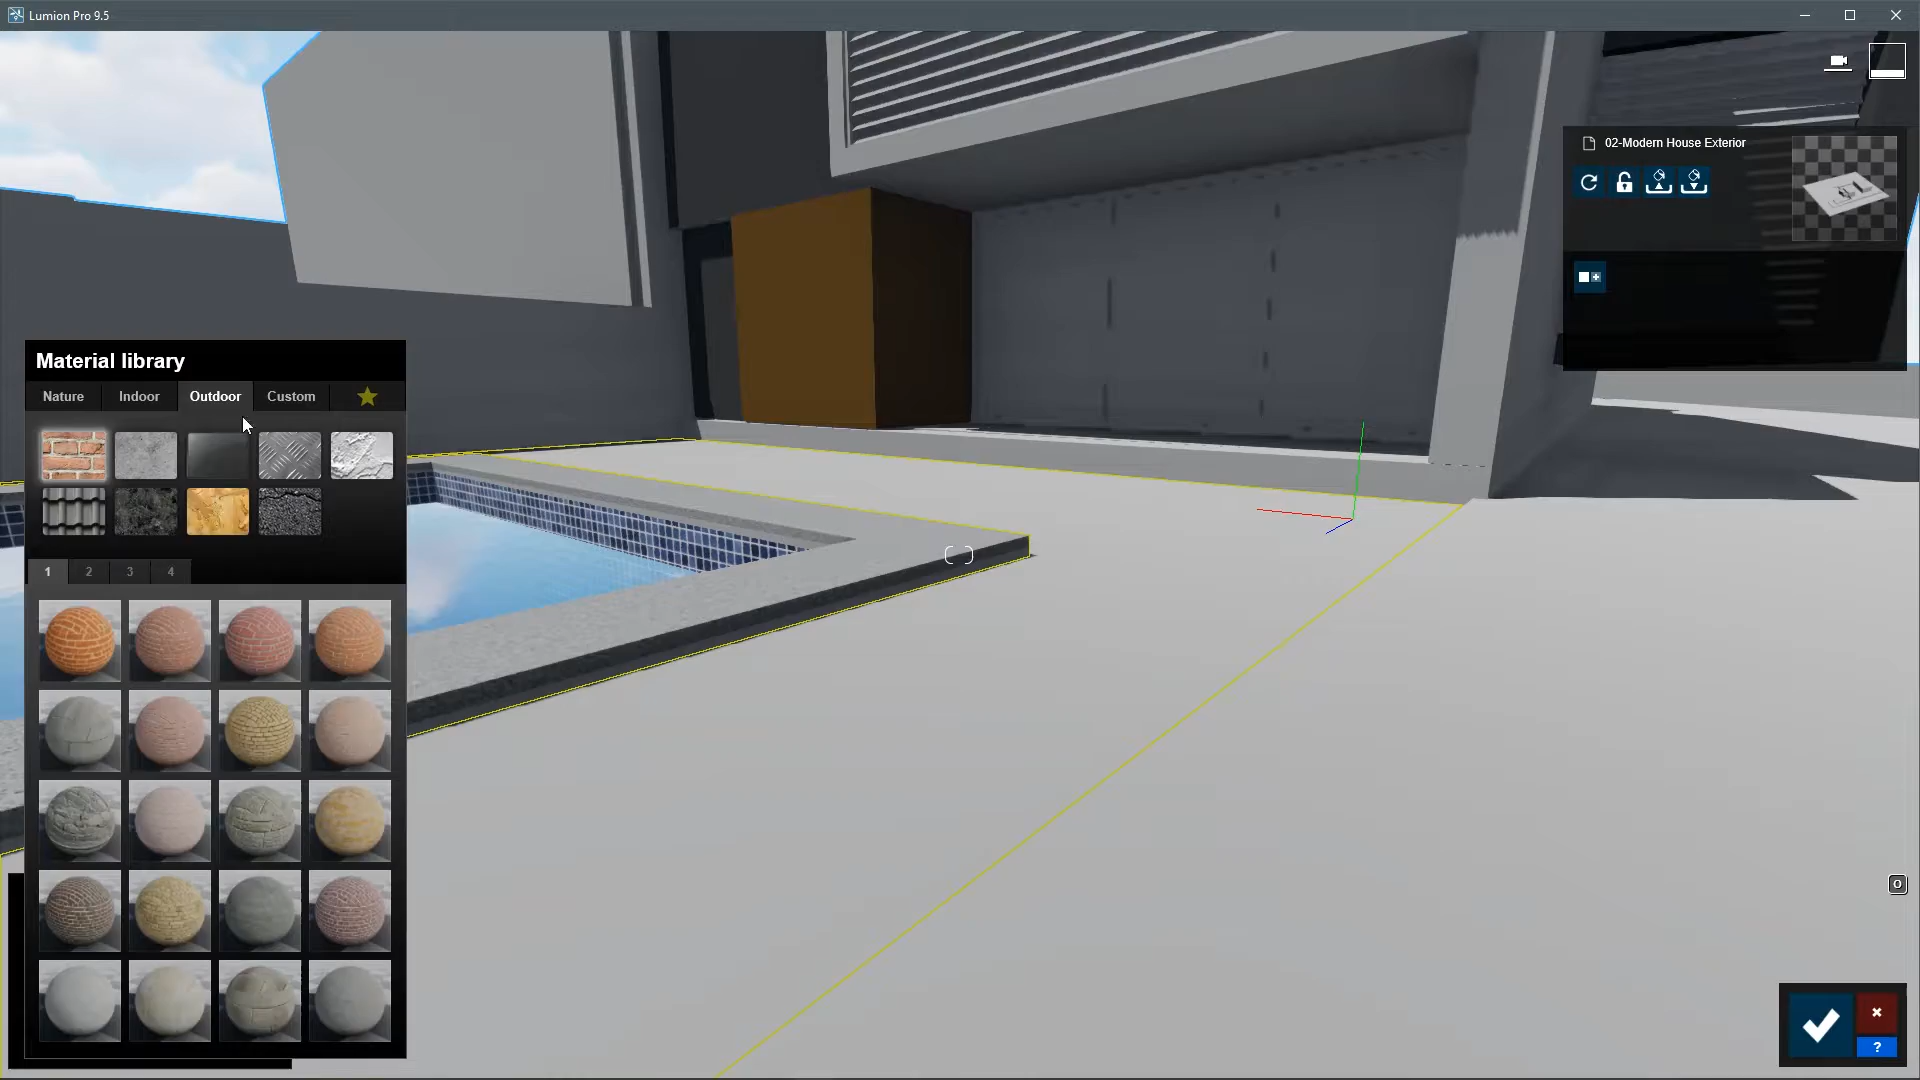 Lumion Pro 9.5
02-Modern House Exterior
Material library
Nature Indoor Outdoor Custom
1 2 3 4
O
?